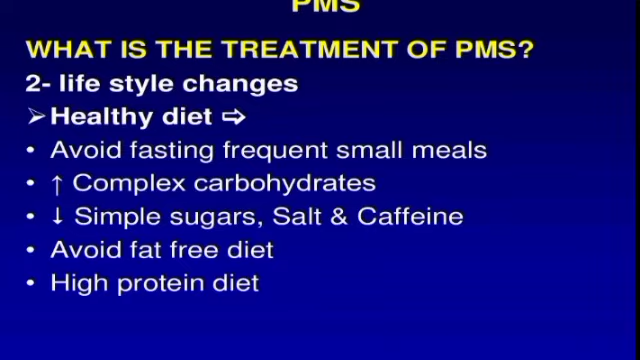 PMS
WHAT IS THE TREATMENT OF PMS?
2- life style changes
➢Healthy diet ⇨
• Avoid fasting frequent small meals
• ↑ Complex carbohydrates
• ↓ Simple sugars, Salt & Caffeine
• Avoid fat free diet
• High protein diet